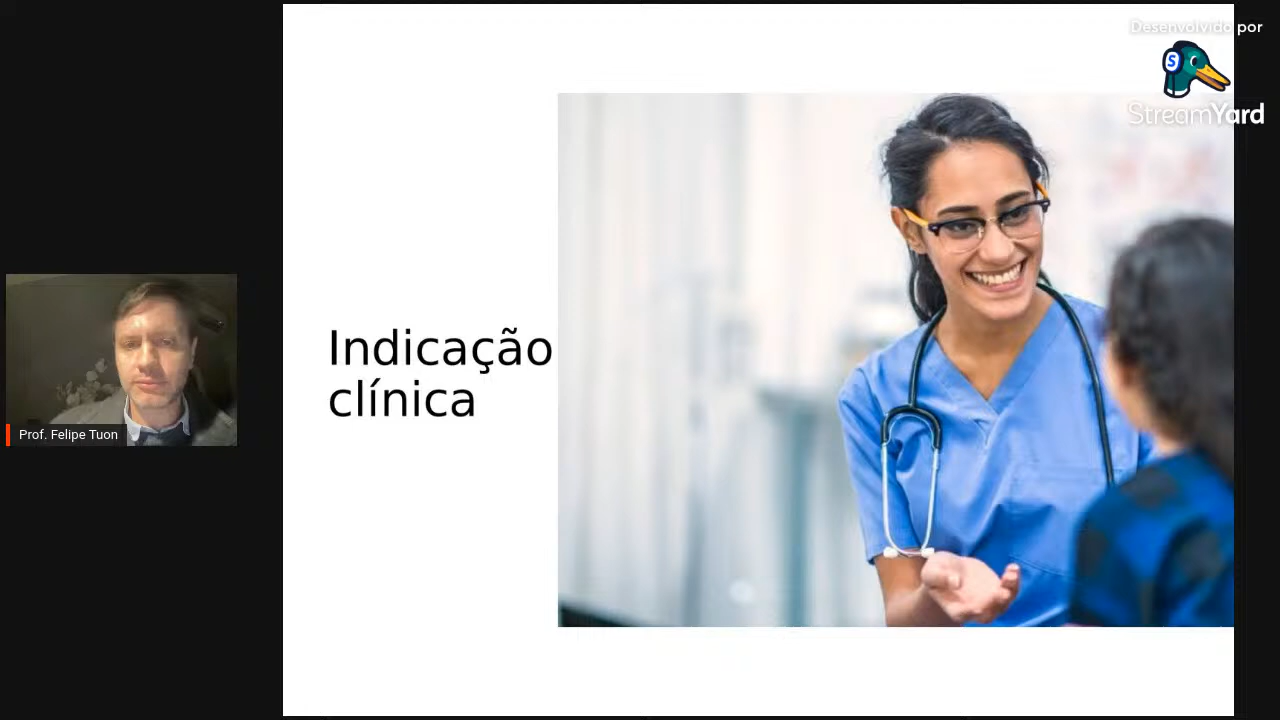 Desenvolvido por
S
StreamYard
Indicação
clínica
Prof. Felipe Tuon